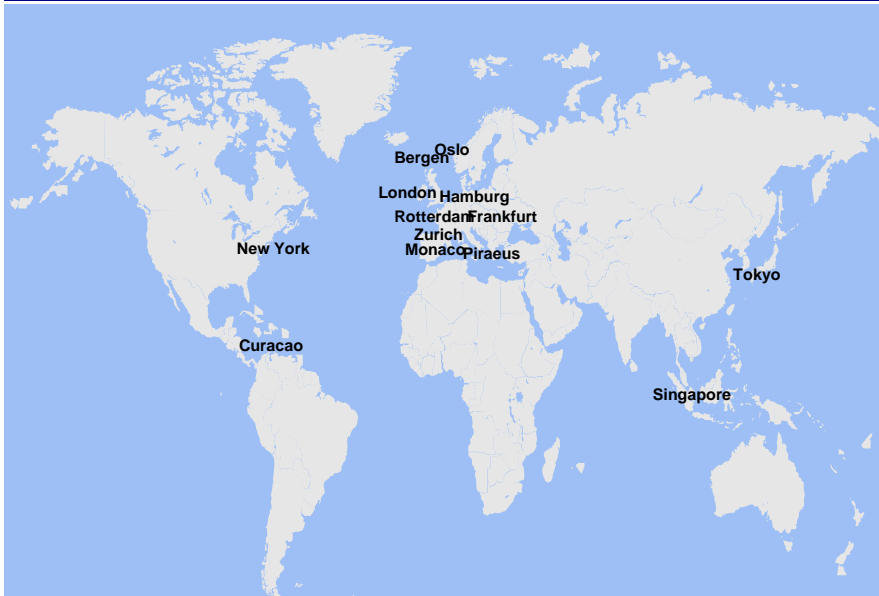 Oslo
Bergen
London
Hamburg
Rotterdam
Frankfurt
Zurich
New York
Monaco
Piraeus
Tokyo
Curacao
Singapore